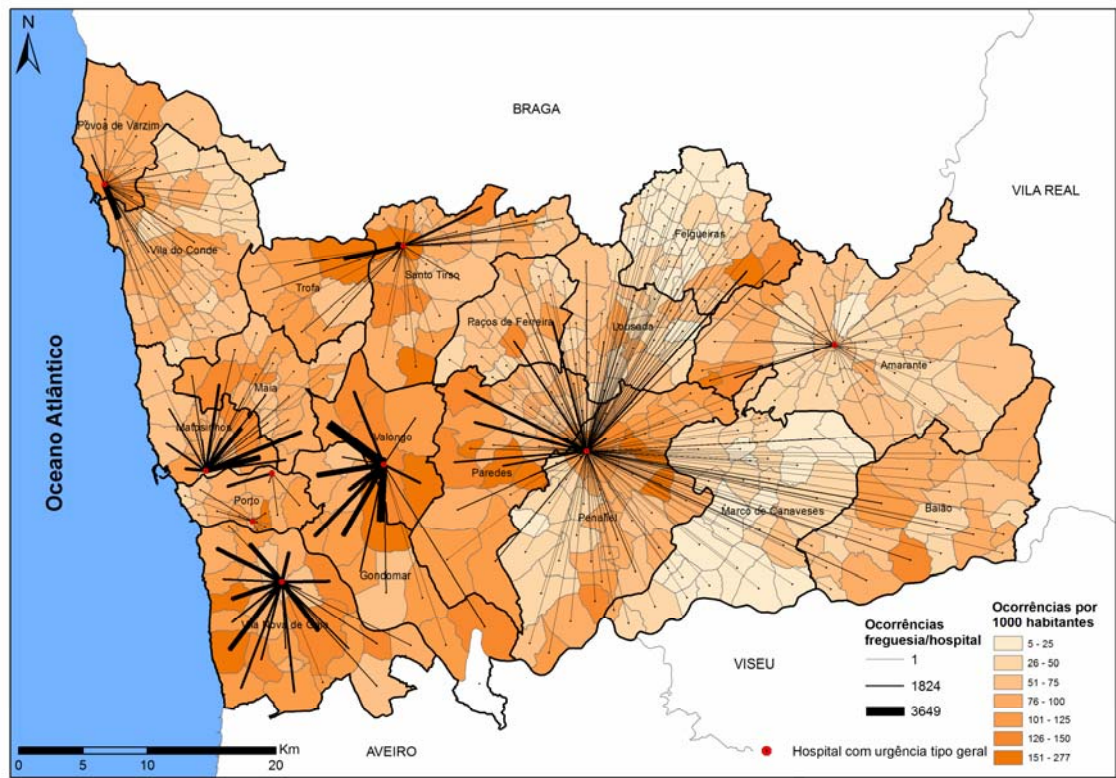 N
BRAGA
VILA REAL
Póvoa de Varzim
Vila do Conde
Trofa
Santo Tirso
Felgueiras
Paços de Ferreira
Lousada
Amarante
Oceano Atlântico
Maia
Matosinhos
Valongo
Porto
Paredes
Penafiel
Marco de Canaveses
Baião
Gondomar
Vila Nova de Gaia
VISEU
AVEIRO
Ocorrências
freguesia/hospital
1
1824
3649
Ocorrências por
1000 habitantes
5 - 25
26 - 50
51 - 75
76 - 100
101 - 125
126 - 150
151 - 277
Hospital com urgência tipo geral
Km
0 5 10 20